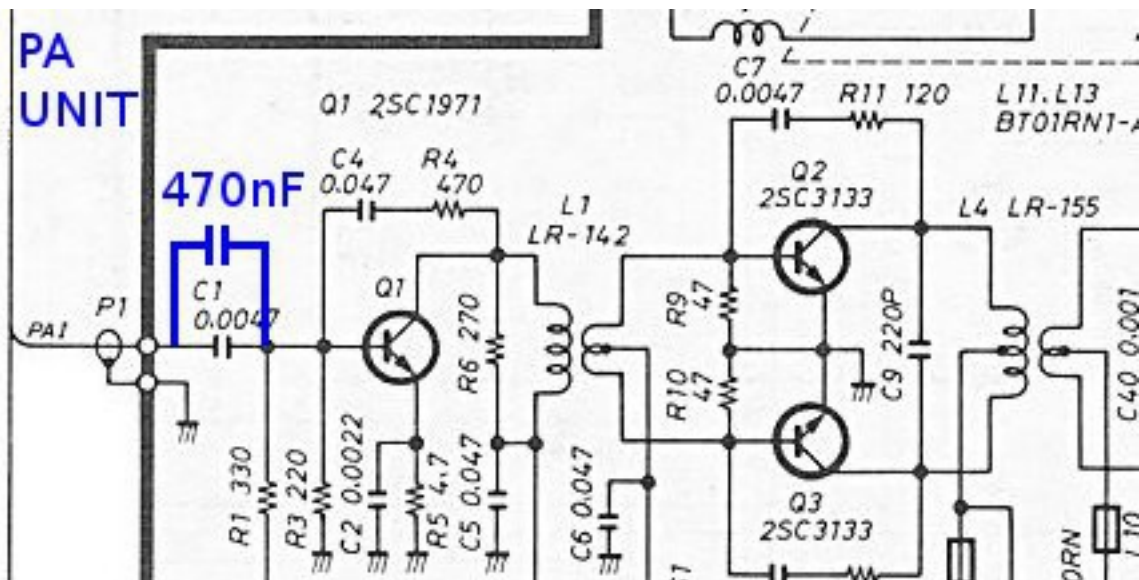 PA
UNIT
Q1 2SC1971
C7
0.0047
R11 120
L11.L13
BT01RN1-A
470nF
C4
0.047
R4
470
L1
LR-142
Q2
2SC3133
L4 LR-155
P1
PA1
C1
0.0047
Q1
R6 270
R9
47
R10
47
C9 220P
C40 0.001
R1 330
R3 220
C2 0.0022
R5 4.7
C5 0.047
C6 0.047
Q3
2SC3133
L10